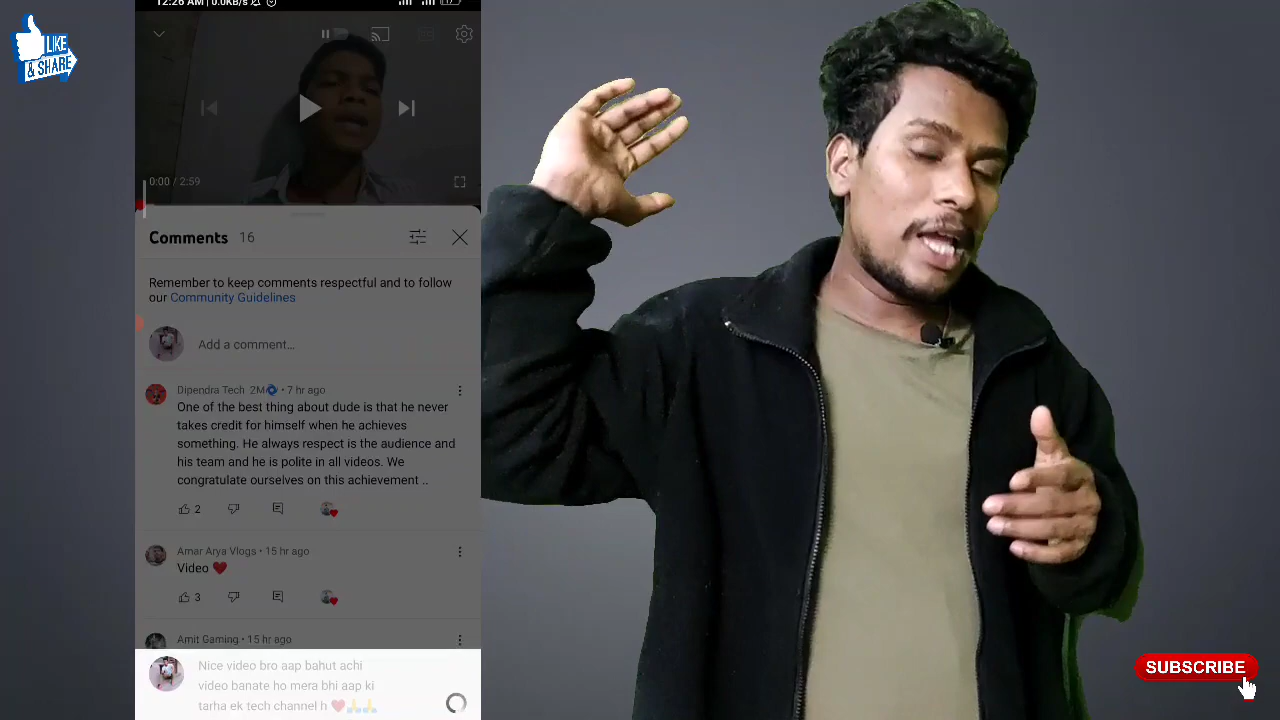 12:26 AM | 0.0KB/s
LIKE
& SHARE
0:00 / 2:59
Comments 16
Remember to keep comments respectful and to follow
our Community Guidelines
Add a comment...
Dipendra Tech 2M • 7 hr ago
One of the best thing about dude is that he never
takes credit for himself when he achieves
something. He always respect is the audience and
his team and he is polite in all videos. We
congratulate ourselves on this achievement ..
2
Amar Arya Vlogs • 15 hr ago
Video ❤️
3
Amit Gaming • 15 hr ago
Nice video bro aap bahut achi
video banate ho mera bhi aap ki
tarha ek tech channel h ❤️🙏🙏
SUBSCRIBE